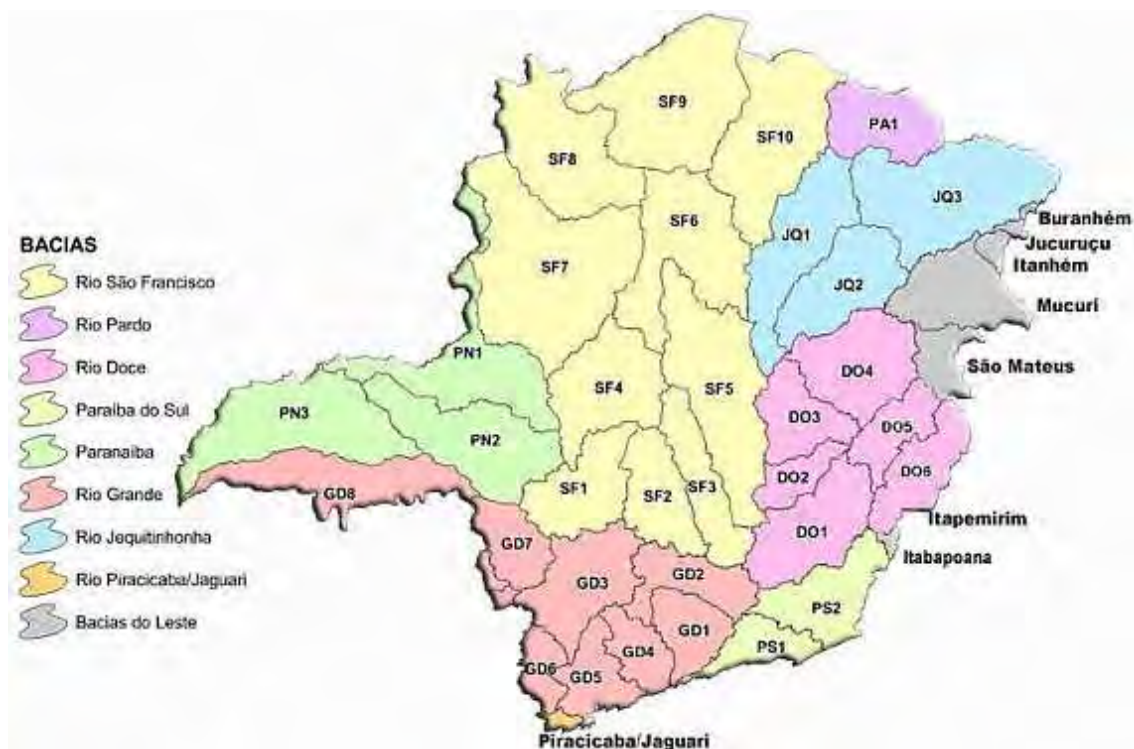 BACIAS
Rio São Francisco
Rio Pardo
Rio Doce
Paraiba do Sul
Paranaiba
Rio Grande
Rio Jequitinhonha
Rio Piracicaba/Jaguari
Bacias do Leste
SF9
SF10
PA1
SF8
JQ3
Buranhém
SF6
JQ1
Jucuruçu
Itanhém
SF7
JQ2
Mucuri
PN1
SF4
SF5
DO4
São Mateus
PN3
PN2
DO3
DO5
SF1
SF2
SF3
DO2
DO6
GD8
DO1
Itapemirim
GD7
Itabapoana
GD3
GD2
PS2
GD1
GD4
PS1
GD6
GD5
Piracicaba/Jaguari